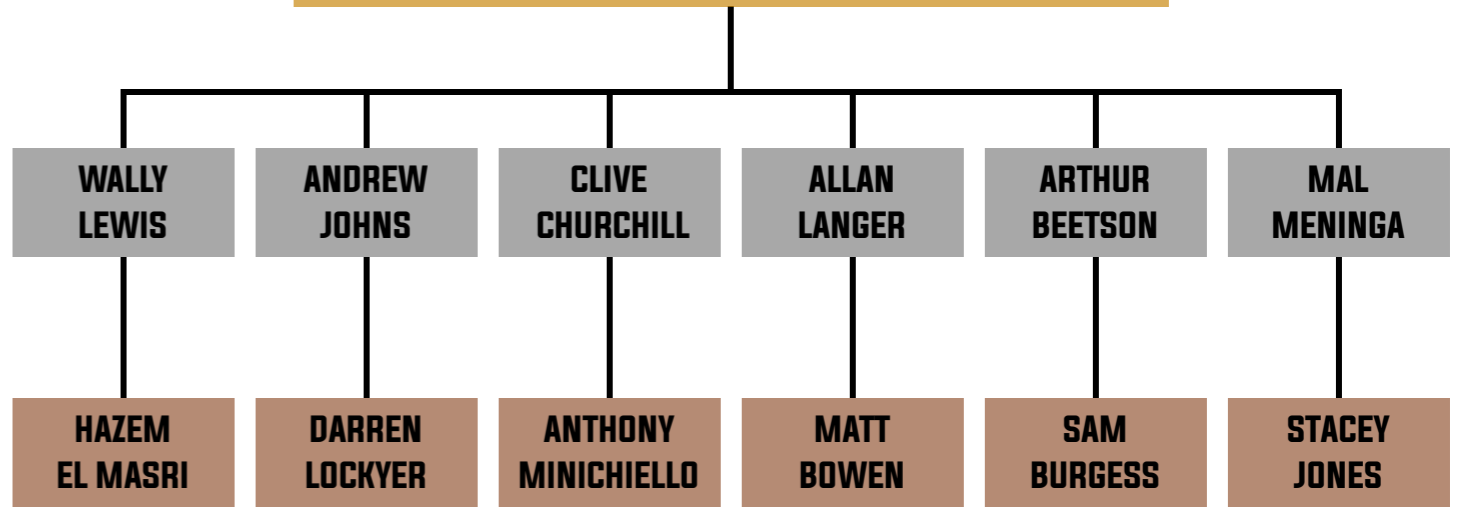 WALLY
LEWIS
ANDREW
JOHNS
CLIVE
CHURCHILL
ALLAN
LANGER
ARTHUR
BEETSON
MAL
MENINGA
HAZEM
EL MASRI
DARREN
LOCKYER
ANTHONY
MINICHIELLO
MATT
BOWEN
SAM
BURGESS
STACEY
JONES